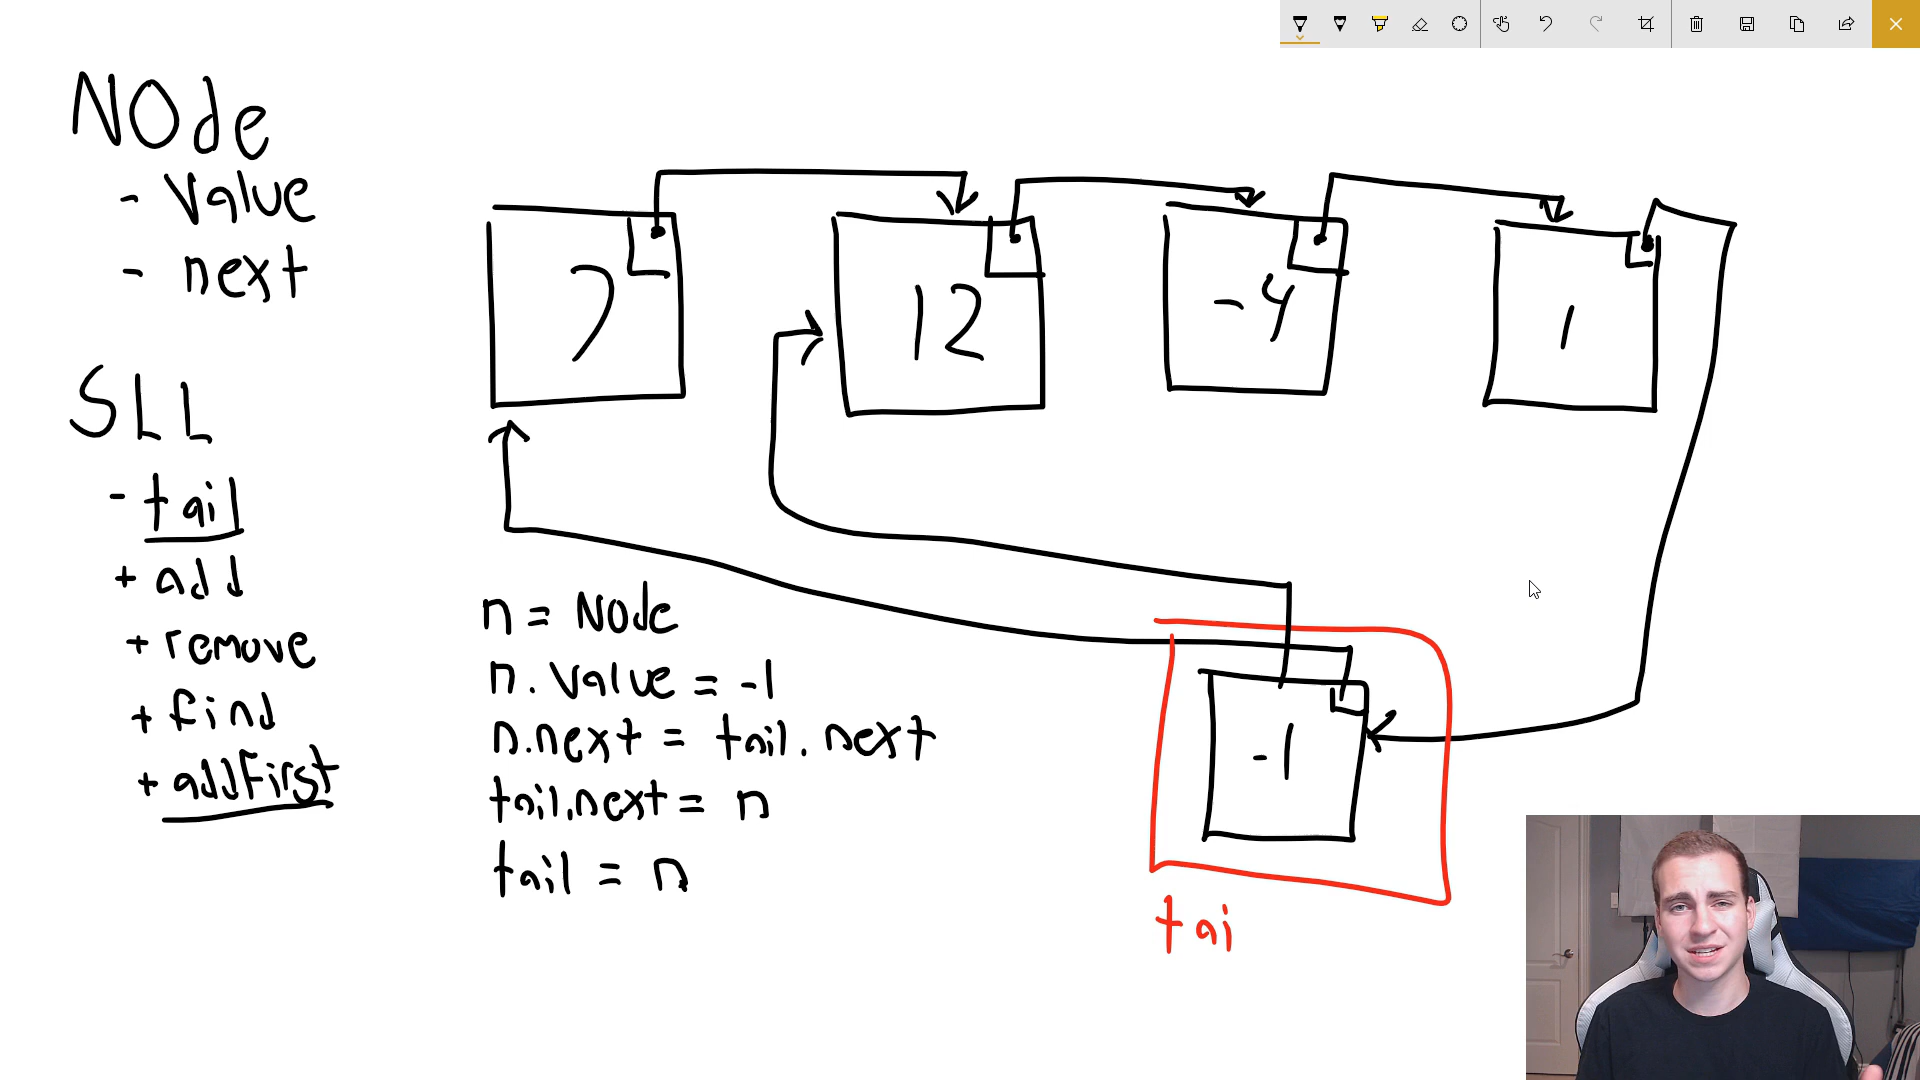 Node
- value
- next
SLL
- tail
+ add
+ remove
+ find
+ addFirst
7
12
-4
1
n = Node
n.value = -1
n.next = tail.next
tail.next = n
tail = n
-1
tai